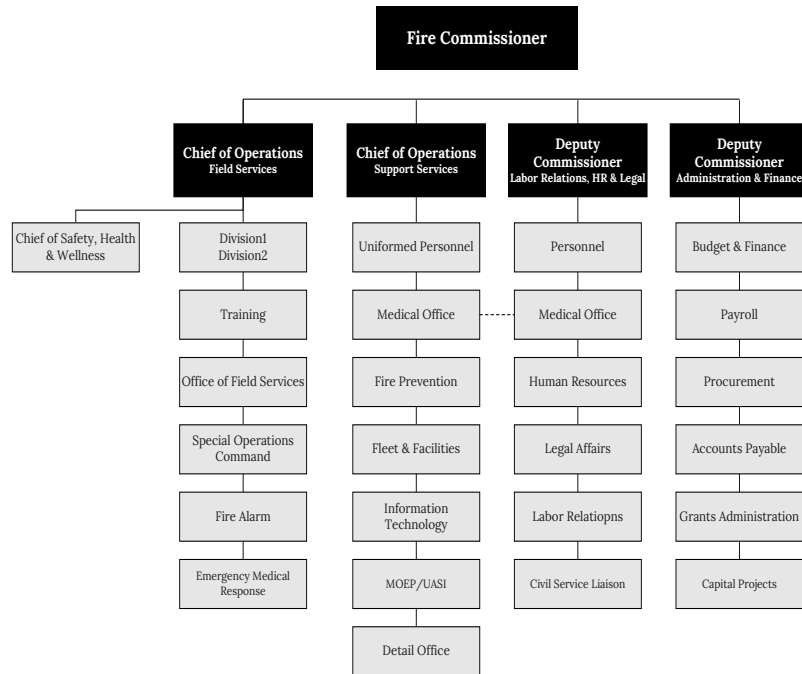 Fire Commissioner
Chief of Operations
Field Services
Chief of Operations
Support Services
Deputy
Commissioner
Labor Relations, HR & Legal
Deputy
Commissioner
Administration & Finance
Chief of Safety, Health
& Wellness
Division1
Division2
Uniformed Personnel
Personnel
Budget & Finance
Training
Medical Office
Medical Office
Payroll
Office of Field Services
Fire Prevention
Human Resources
Procurement
Special Operations
Command
Fleet & Facilities
Legal Affairs
Accounts Payable
Fire Alarm
Information
Technology
Labor Relatiopns
Grants Administration
Emergency Medical
Response
MOEP/UASI
Civil Service Liaison
Capital Projects
Detail Office